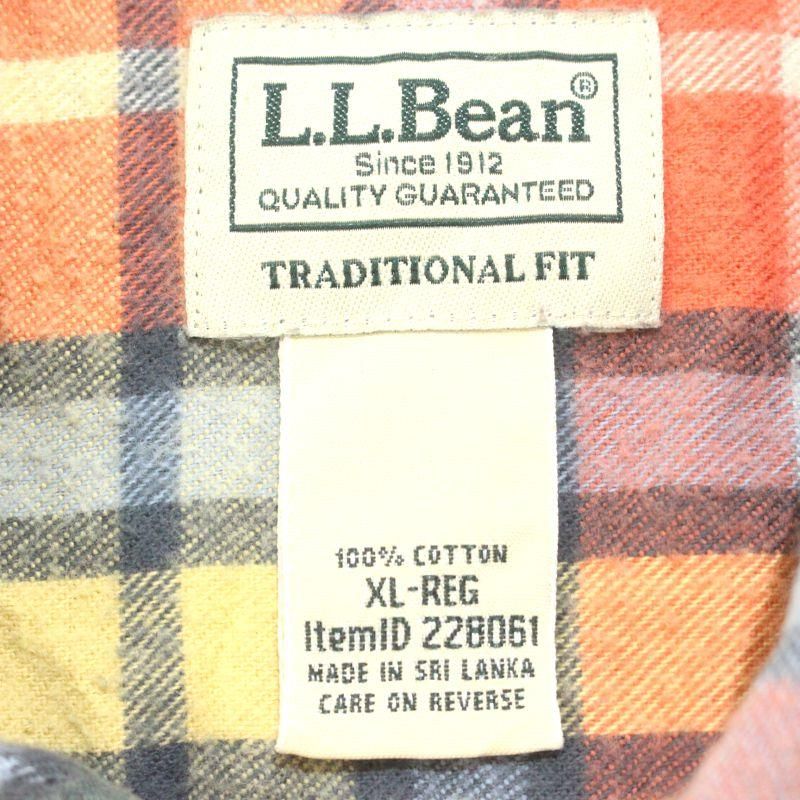 L.L.Bean®
Since 1912
QUALITY GUARANTEED
TRADITIONAL FIT
100% COTTON
XL-REG
ItemID 228061
MADE IN SRI LANKA
CARE ON REVERSE